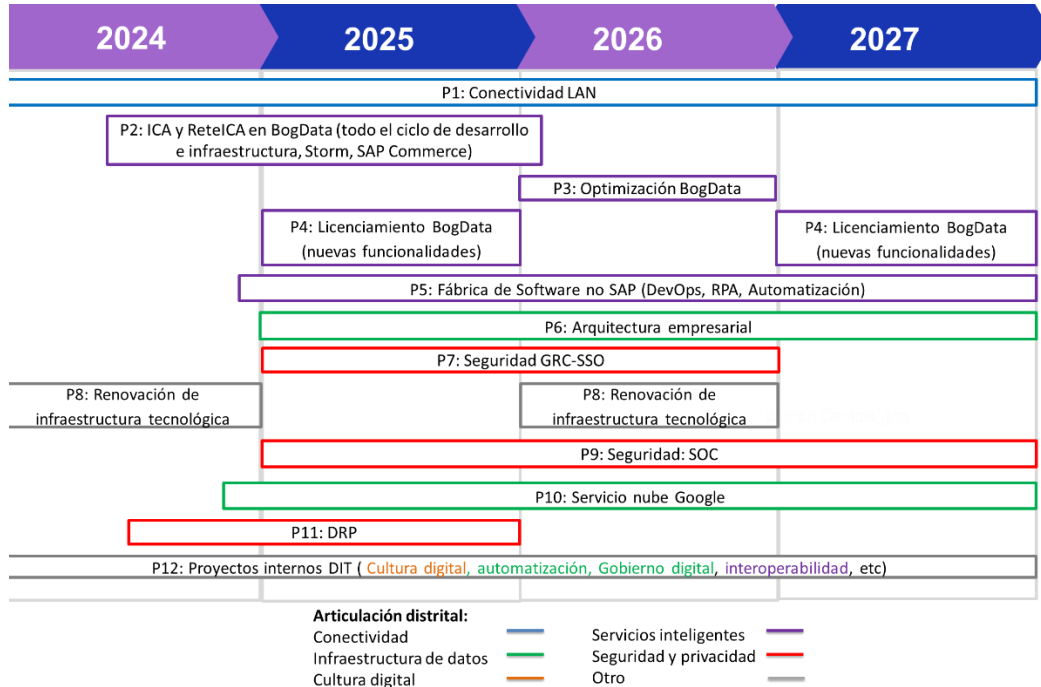 2024 2025 2026 2027
P1: Conectividad LAN
P2: ICA y ReteICA en BogData (todo el ciclo de desarrollo
e infraestructura, Storm, SAP Commerce)
P3: Optimización BogData
P4: Licenciamiento BogData
(nuevas funcionalidades)
P4: Licenciamiento BogData
(nuevas funcionalidades)
P5: Fábrica de Software no SAP (DevOps, RPA, Automatización)
P6: Arquitectura empresarial
P7: Seguridad GRC-SSO
P8: Renovación de
infraestructura tecnológica
P8: Renovación de
infraestructura tecnológica
P9: Seguridad: SOC
P10: Servicio nube Google
P11: DRP
P12: Proyectos internos DIT ( Cultura digital, automatización, Gobierno digital, interoperabilidad, etc)
Articulación distrital:
Conectividad
Infraestructura de datos
Cultura digital
Servicios inteligentes
Seguridad y privacidad
Otro